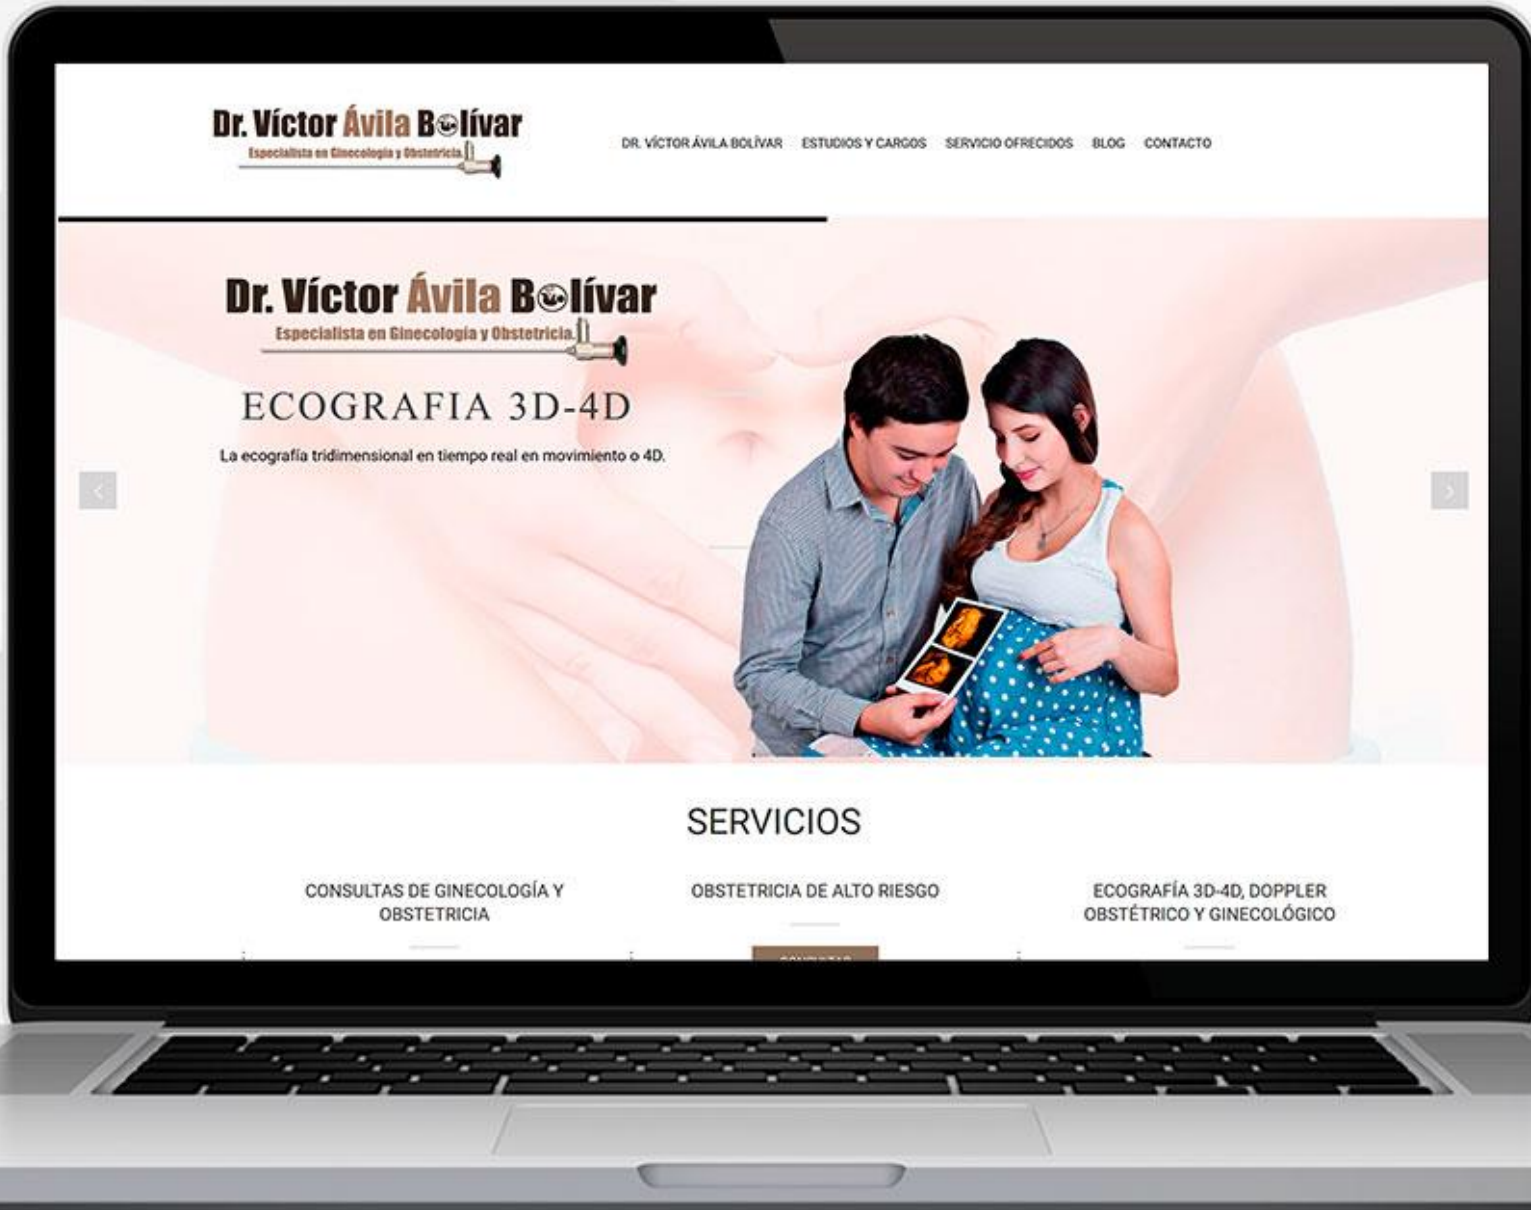 Dr. Víctor Ávila Bolívar
Especialista en Ginecología y Obstetricia.
DR. VÍCTOR ÁVILA BOLÍVAR ESTUDIOS Y CARGOS SERVICIO OFRECIDOS BLOG CONTACTO
Dr. Víctor Ávila Bolívar
Especialista en Ginecología y Obstetricia.
ECOGRAFIA 3D-4D
La ecografía tridimensional en tiempo real en movimiento o 4D.
SERVICIOS
CONSULTAS DE GINECOLOGÍA Y
OBSTETRICIA
OBSTETRICIA DE ALTO RIESGO
ECOGRAFÍA 3D-4D, DOPPLER
OBSTÉTRICO Y GINECOLÓGICO